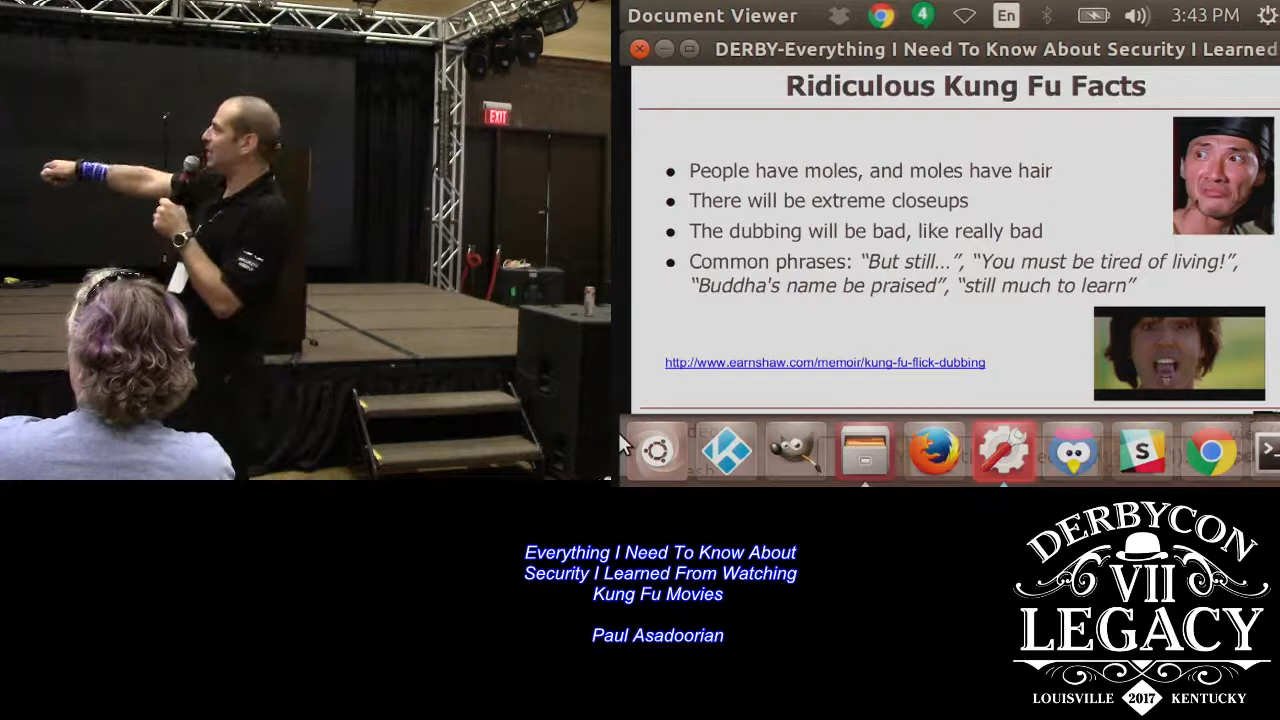 Document Viewer
4
En
3:43 PM
DERBY-Everything I Need To Know About Security I Learned
Ridiculous Kung Fu Facts
EXIT
• People have moles, and moles have hair
• There will be extreme closeups
• The dubbing will be bad, like really bad
• Common phrases: “But still…”, “You must be tired of living!”,
“Buddha's name be praised”, “still much to learn”
http://www.earnshaw.com/memoir/kung-fu-flick-dubbing
S
>_
Everything I Need To Know About
Security I Learned From Watching
Kung Fu Movies
Paul Asadoorian
DERBYCON
VII
LEGACY
LOUISVILLE 2017 KENTUCKY